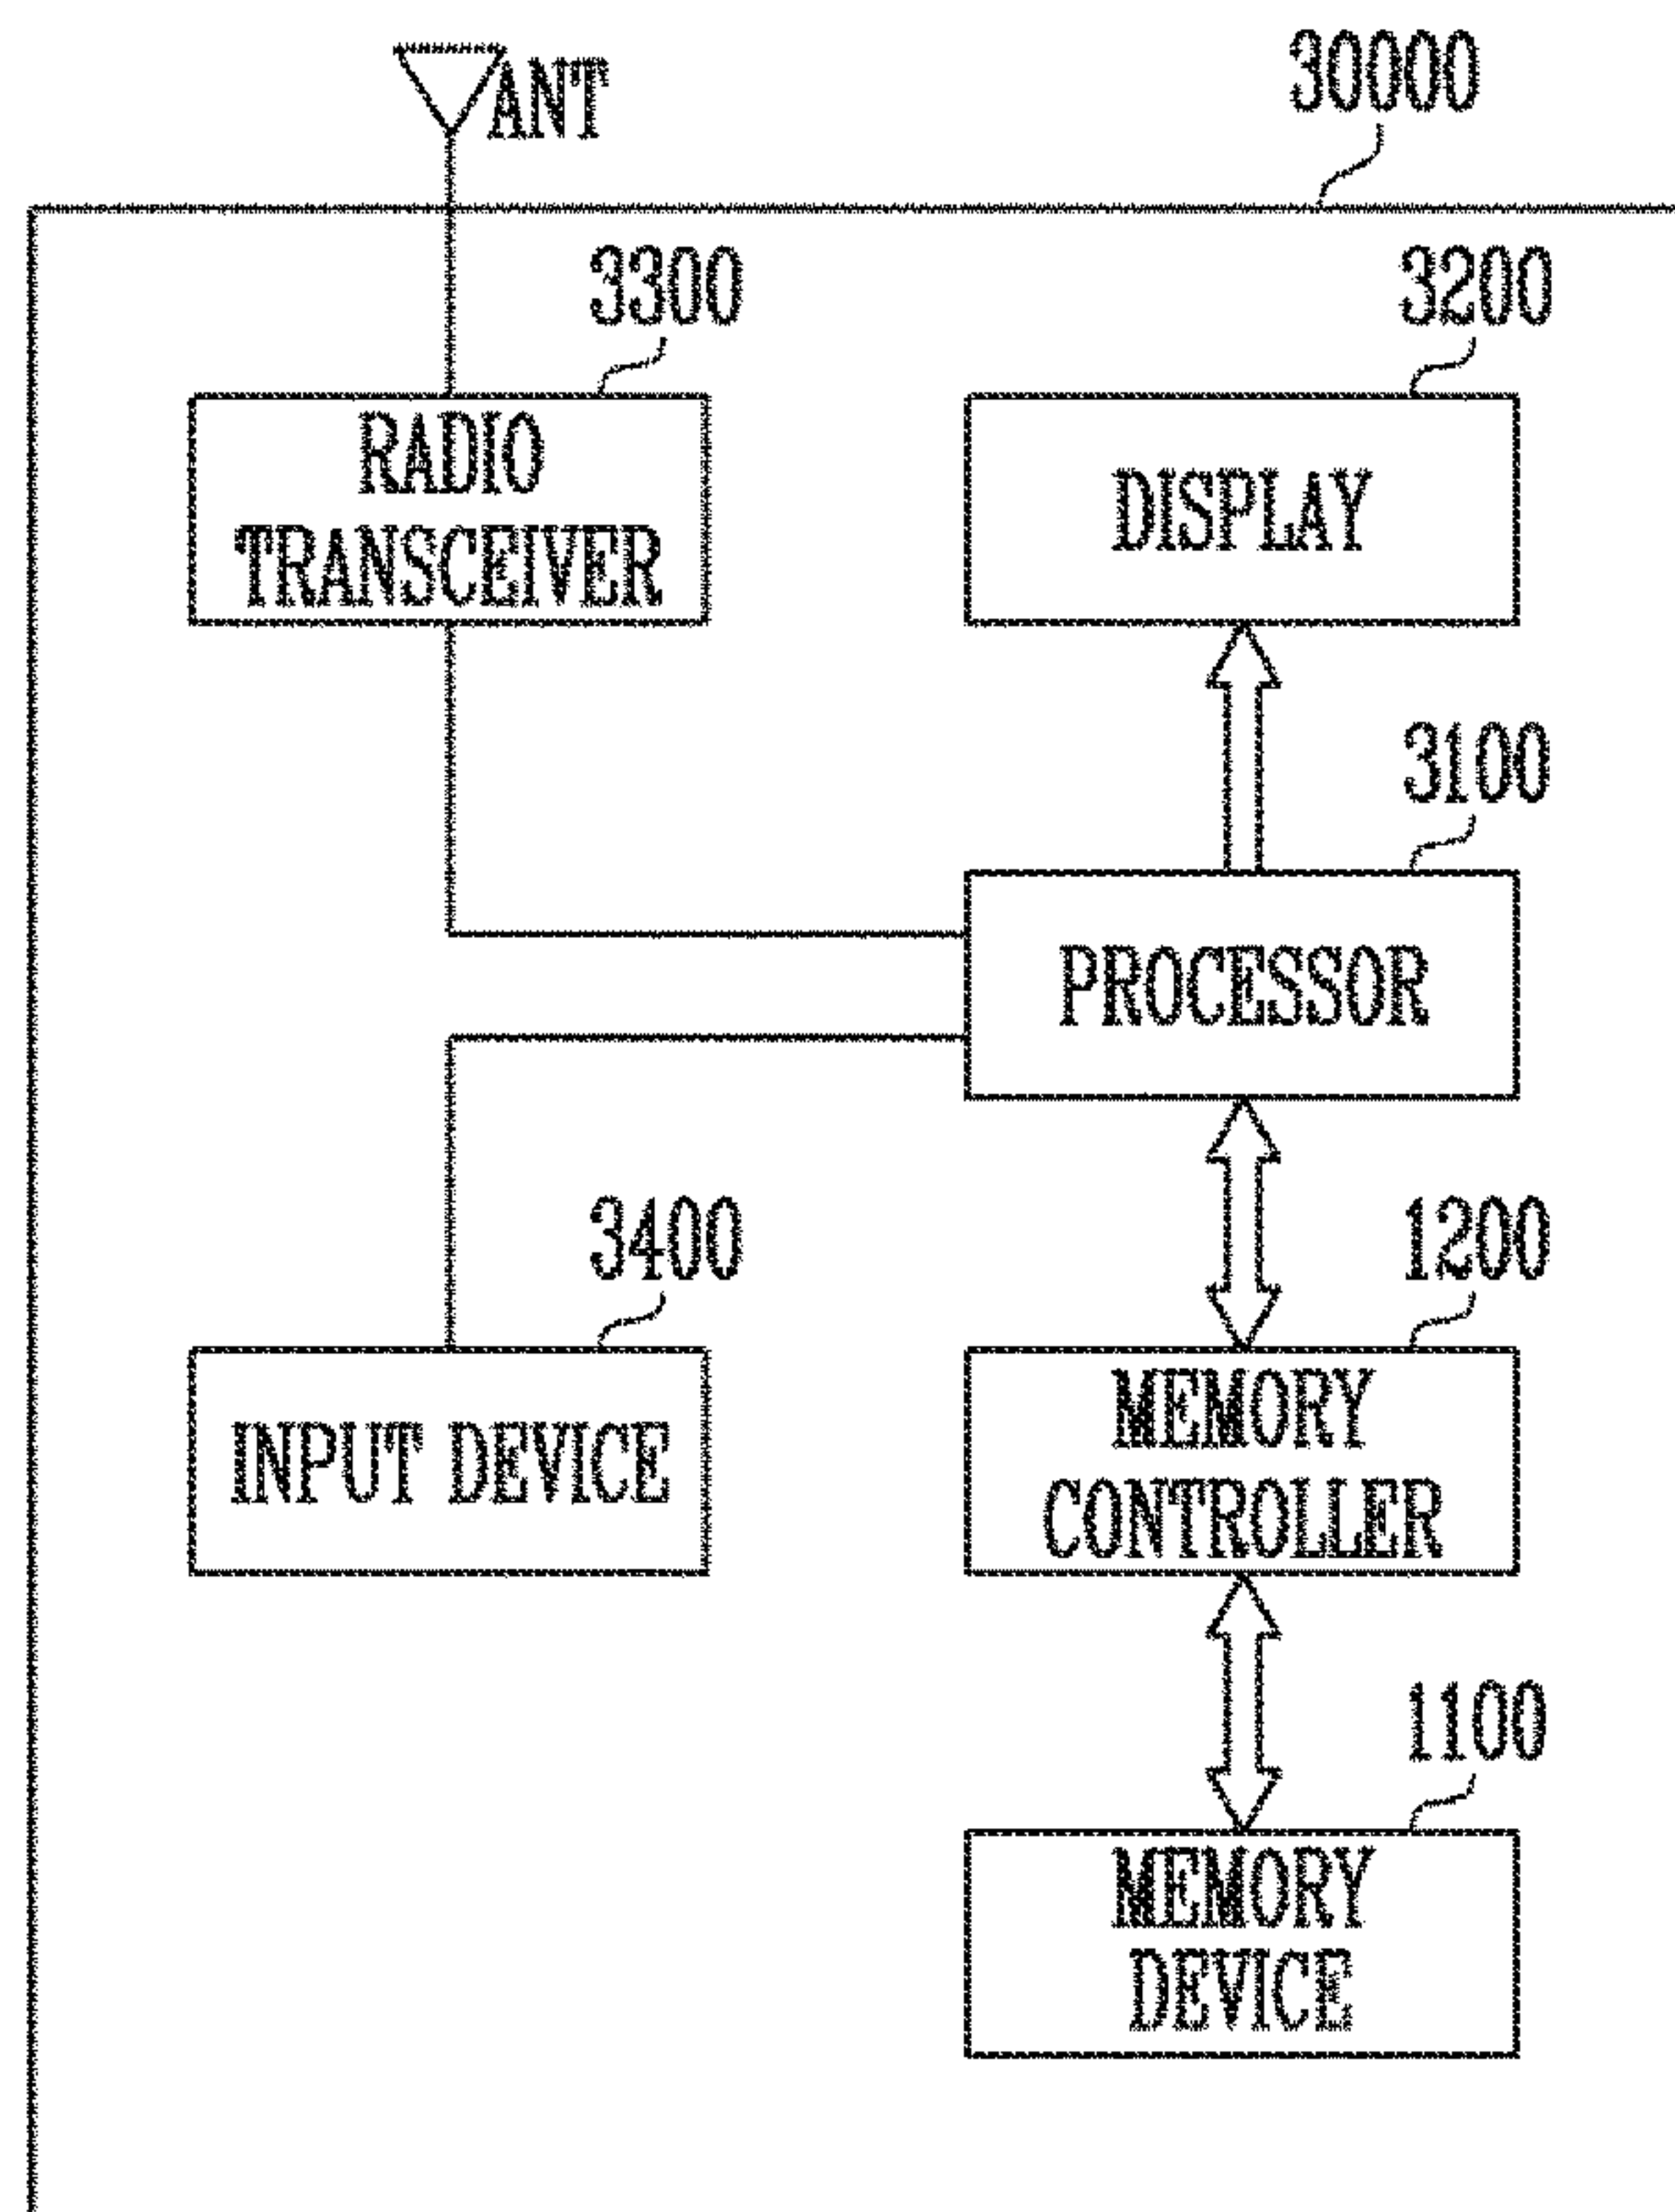 ANT
30000
3300
3200
RADIO
TRANSCEIVER
DISPLAY
3100
PROCESSOR
3400
1200
INPUT DEVICE
MEMORY
CONTROLLER
1100
MEMORY
DEVICE